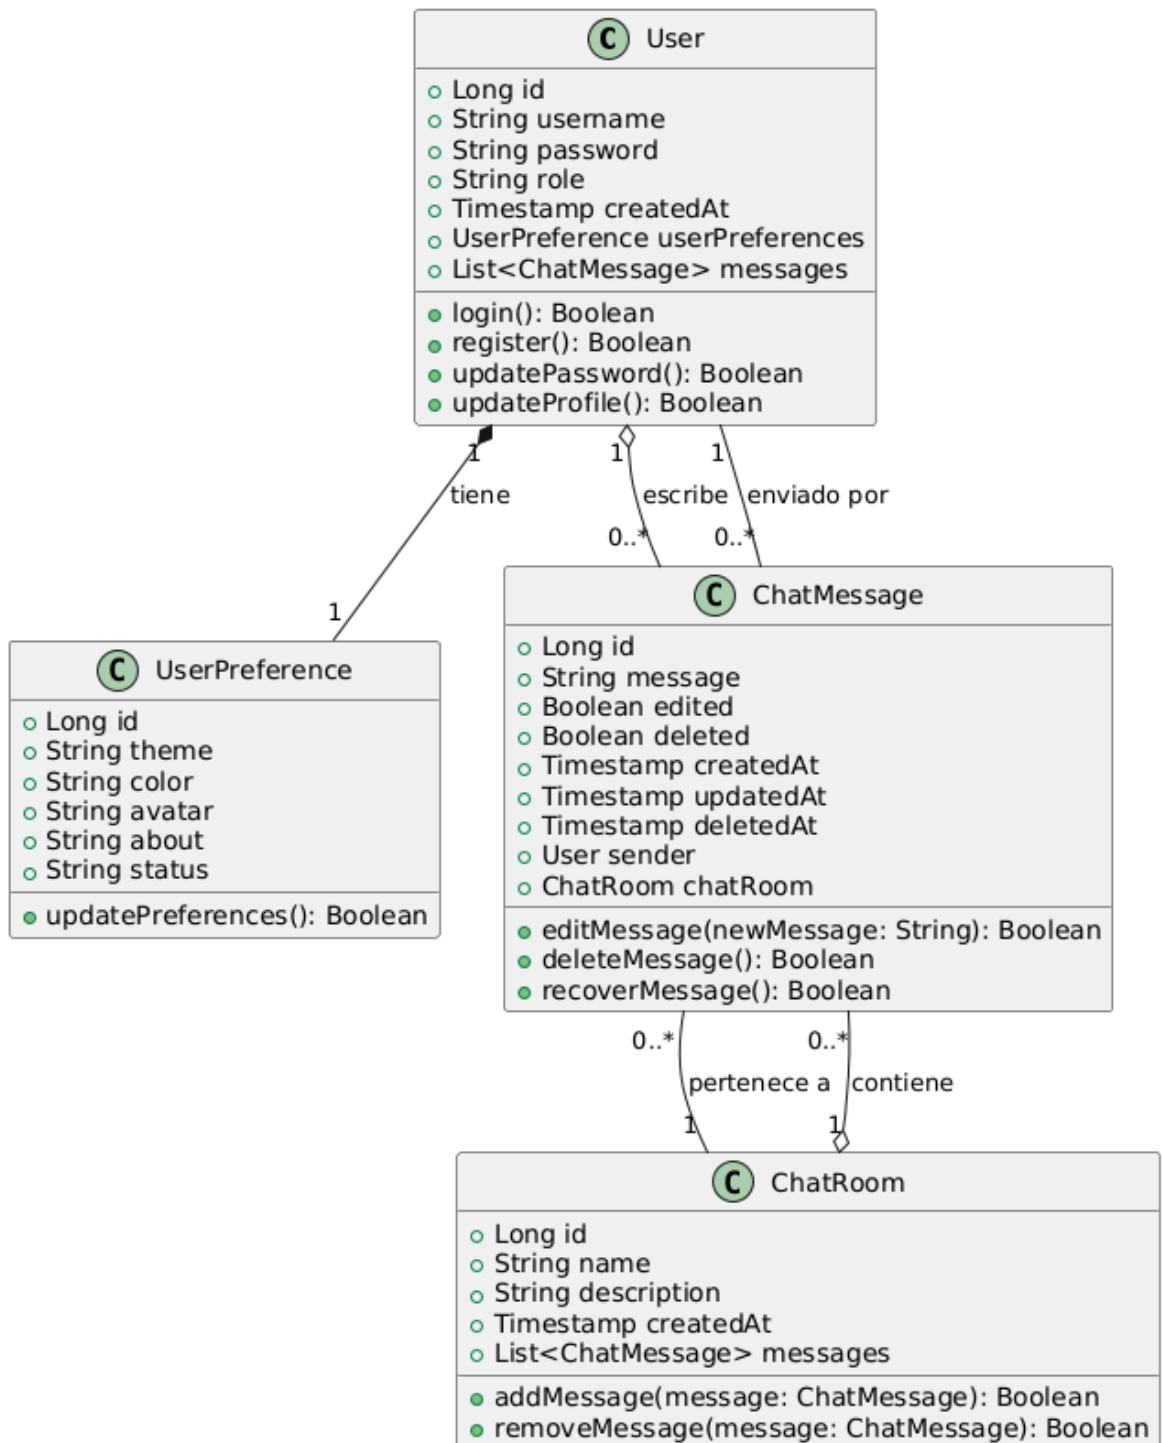 C User
Long id
String username
String password
String role
Timestamp createdAt
UserPreference userPreferences
List<ChatMessage> messages
login(): Boolean
register(): Boolean
updatePassword(): Boolean
updateProfile(): Boolean
1 1 1
tiene escribe enviado por
0..* 0..*
1
C UserPreference
Long id
String theme
String color
String avatar
String about
String status
updatePreferences(): Boolean
C ChatMessage
Long id
String message
Boolean edited
Boolean deleted
Timestamp createdAt
Timestamp updatedAt
Timestamp deletedAt
User sender
ChatRoom chatRoom
editMessage(newMessage: String): Boolean
deleteMessage(): Boolean
recoverMessage(): Boolean
0..* 0..*
pertenece a contiene
1 1
C ChatRoom
Long id
String name
String description
Timestamp createdAt
List<ChatMessage> messages
addMessage(message: ChatMessage): Boolean
removeMessage(message: ChatMessage): Boolean